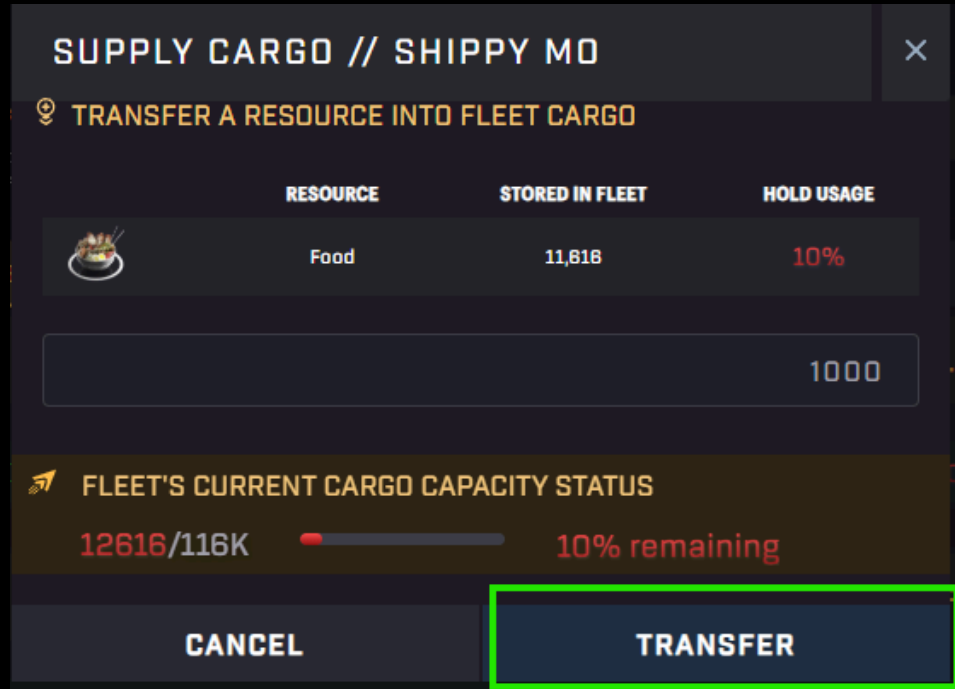 SUPPLY CARGO // SHIPPY MO
TRANSFER A RESOURCE INTO FLEET CARGO
RESOURCE STORED IN FLEET HOLD USAGE
Food 11,616 10%
1000
FLEET'S CURRENT CARGO CAPACITY STATUS
12616/116K 10% remaining
CANCEL TRANSFER